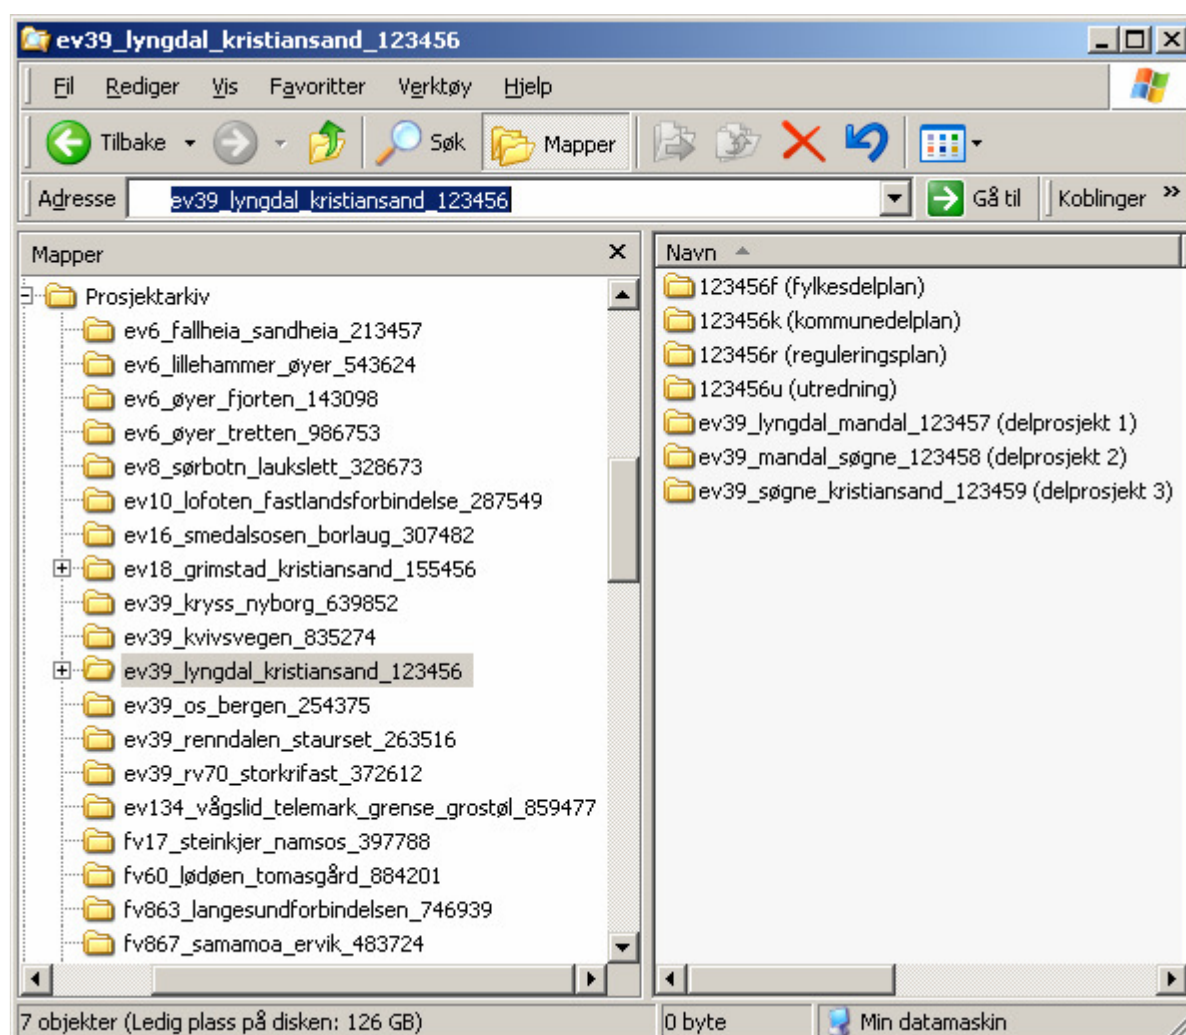 ev39_lyngdal_kristiansand_123456
Fil Rediger Vis Favoritter Verktøy Hjelp
Tilbake Søk Mapper
Adresse ev39_lyngdal_kristiansand_123456 Gå til Koblinger »
Mapper
Prosjektarkiv
ev6_fallheia_sandheia_213457
ev6_lillehammer_øyer_543624
ev6_øyer_fjorten_143098
ev6_øyer_tretten_986753
ev8_sørbotn_laukslett_328673
ev10_lofoten_fastlandsforbindelse_287549
ev16_smedalsosen_borlaug_307482
ev18_grimstad_kristiansand_155456
ev39_kryss_nyborg_639852
ev39_kvivsvegen_835274
ev39_lyngdal_kristiansand_123456
ev39_os_bergen_254375
ev39_renndalen_staurset_263516
ev39_rv70_storkrifast_372612
ev134_vågslid_telemark_grense_grostøl_859477
fv17_steinkjer_namsos_397788
fv60_lødøen_tomasgård_884201
fv863_langesundforbindelsen_746939
fv867_samamoa_ervik_483724
Navn
123456f (fylkesdelplan)
123456k (kommunedelplan)
123456r (reguleringsplan)
123456u (utredning)
ev39_lyngdal_mandal_123457 (delprosjekt 1)
ev39_mandal_søgne_123458 (delprosjekt 2)
ev39_søgne_kristiansand_123459 (delprosjekt 3)
7 objekter (Ledig plass på disken: 126 GB) 0 byte Min datamaskin